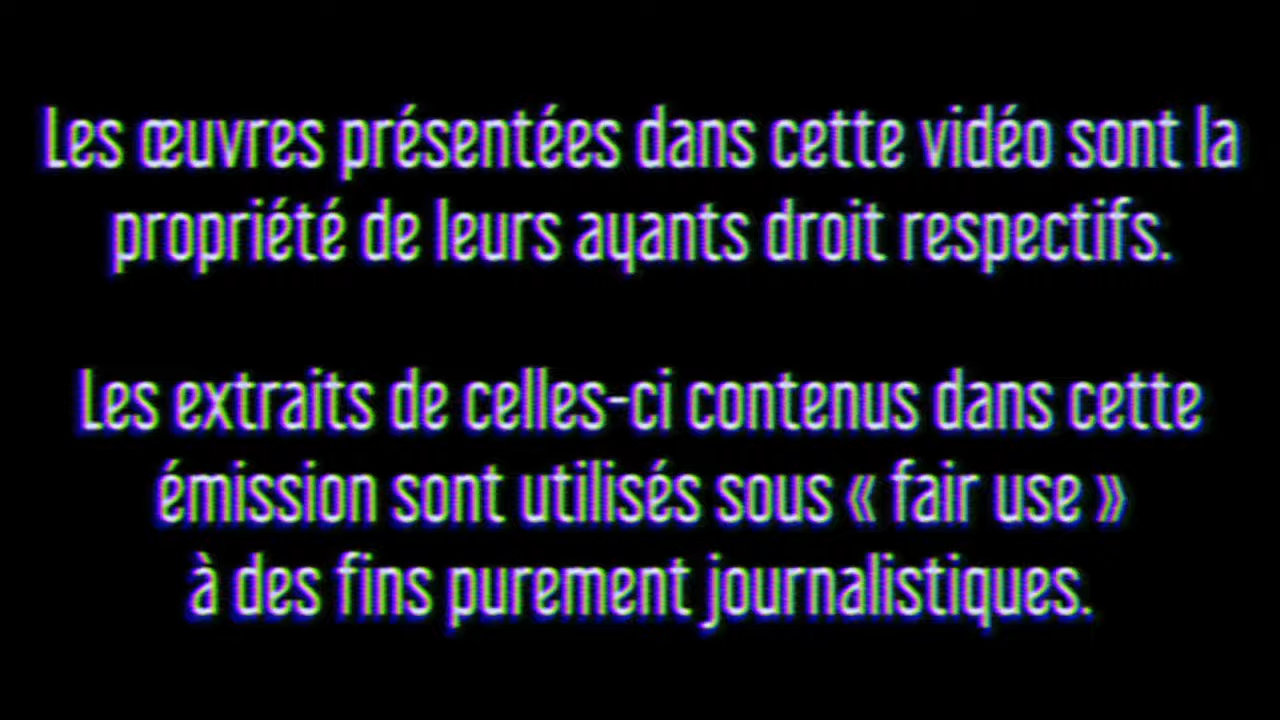 Les œuvres présentées dans cette vidéo sont la
propriété de leurs ayants droit respectifs.
Les extraits de celles-ci contenus dans cette
émission sont utilisés sous « fair use »
à des fins purement journalistiques.